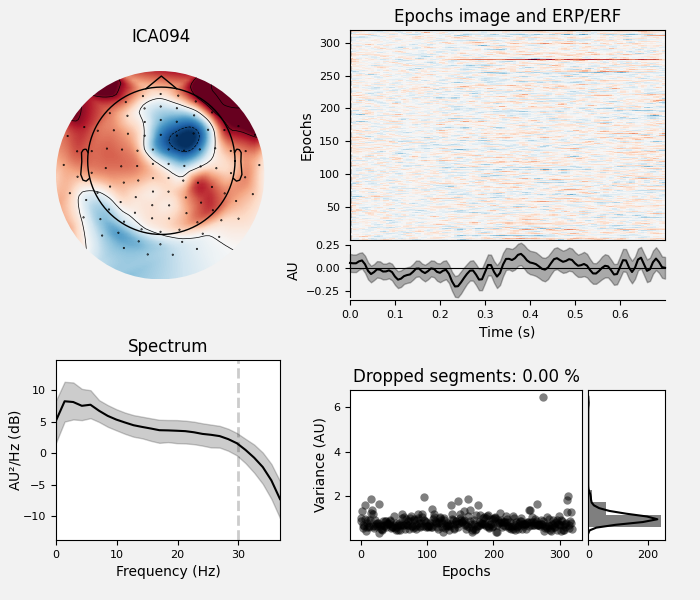 ICA094
Epochs image and ERP/ERF
Epochs
300
250
200
150
100
50
AU
0.25
0.00
−0.25
0.0 0.1 0.2 0.3 0.4 0.5 0.6
Time (s)
Spectrum
AU²/Hz (dB)
10
5
0
−5
−10
0 10 20 30
Frequency (Hz)
Dropped segments: 0.00 %
Variance (AU)
6
4
2
0 100 200 300
Epochs
0 200